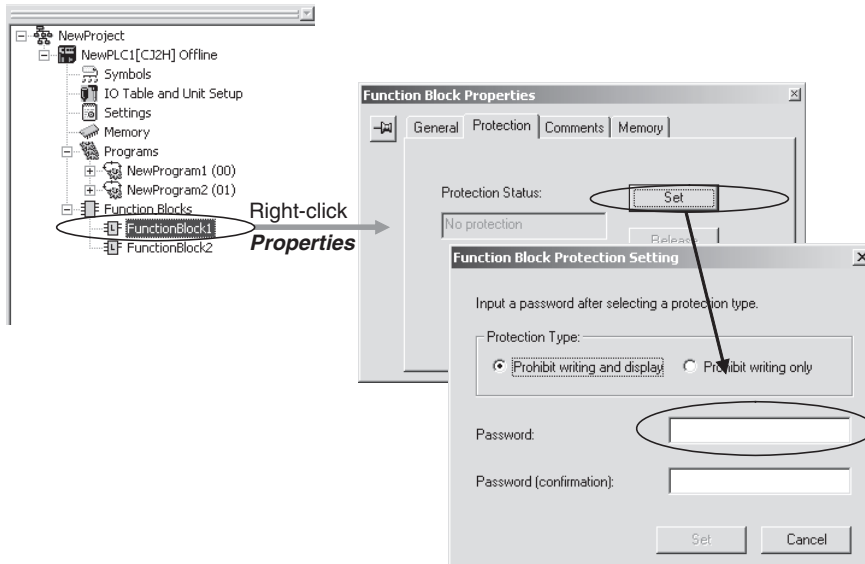 NewProject
NewPLC1[CJ2H] Offline
Symbols
IO Table and Unit Setup
Settings
Memory
Programs
NewProgram1 (00)
NewProgram2 (01)
Function Blocks
FunctionBlock1
FunctionBlock2
Right-click
Properties
Function Block Properties
General Protection Comments Memory
Protection Status:
Set
No protection
Release
Function Block Protection Setting
Input a password after selecting a protection type.
Protection Type:
Prohibit writing and display Prohibit writing only
Password:
Password (confirmation):
Set Cancel